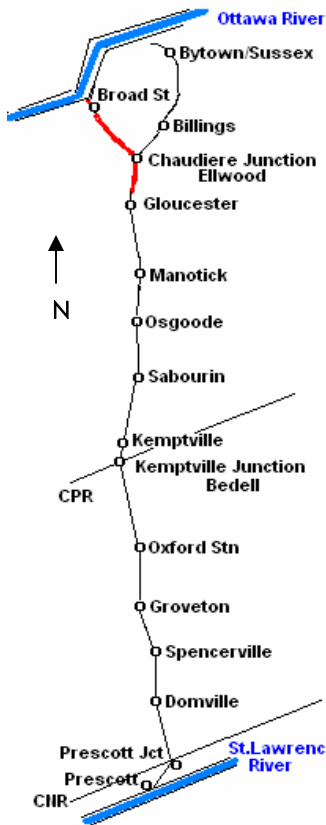 Ottawa River
Bytown/Sussex
Broad St
Billings
Chaudiere Junction
Ellwood
Gloucester
N
Manotick
Osgoode
Sabourin
Kemptville
Kemptville Junction
Bedell
CPR
Oxford Stn
Groveton
Spencerville
Domville
Prescott Jct
St.Lawrenc
River
Prescott
CNR